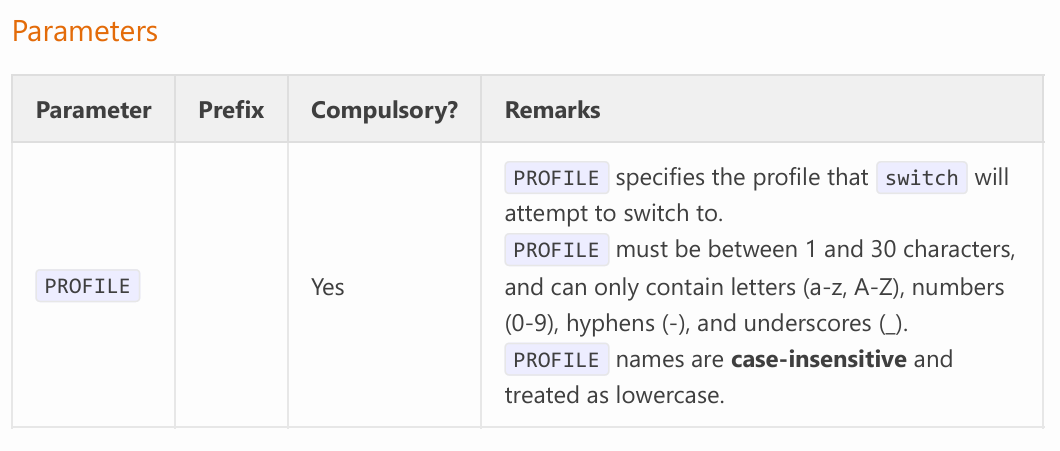 Parameters
Parameter Prefix Compulsory? Remarks
PROFILE specifies the profile that switch will
attempt to switch to.
PROFILE must be between 1 and 30 characters,
PROFILE Yes and can only contain letters (a-z, A-Z), numbers
(0-9), hyphens (-), and underscores (_).
PROFILE names are case-insensitive and
treated as lowercase.